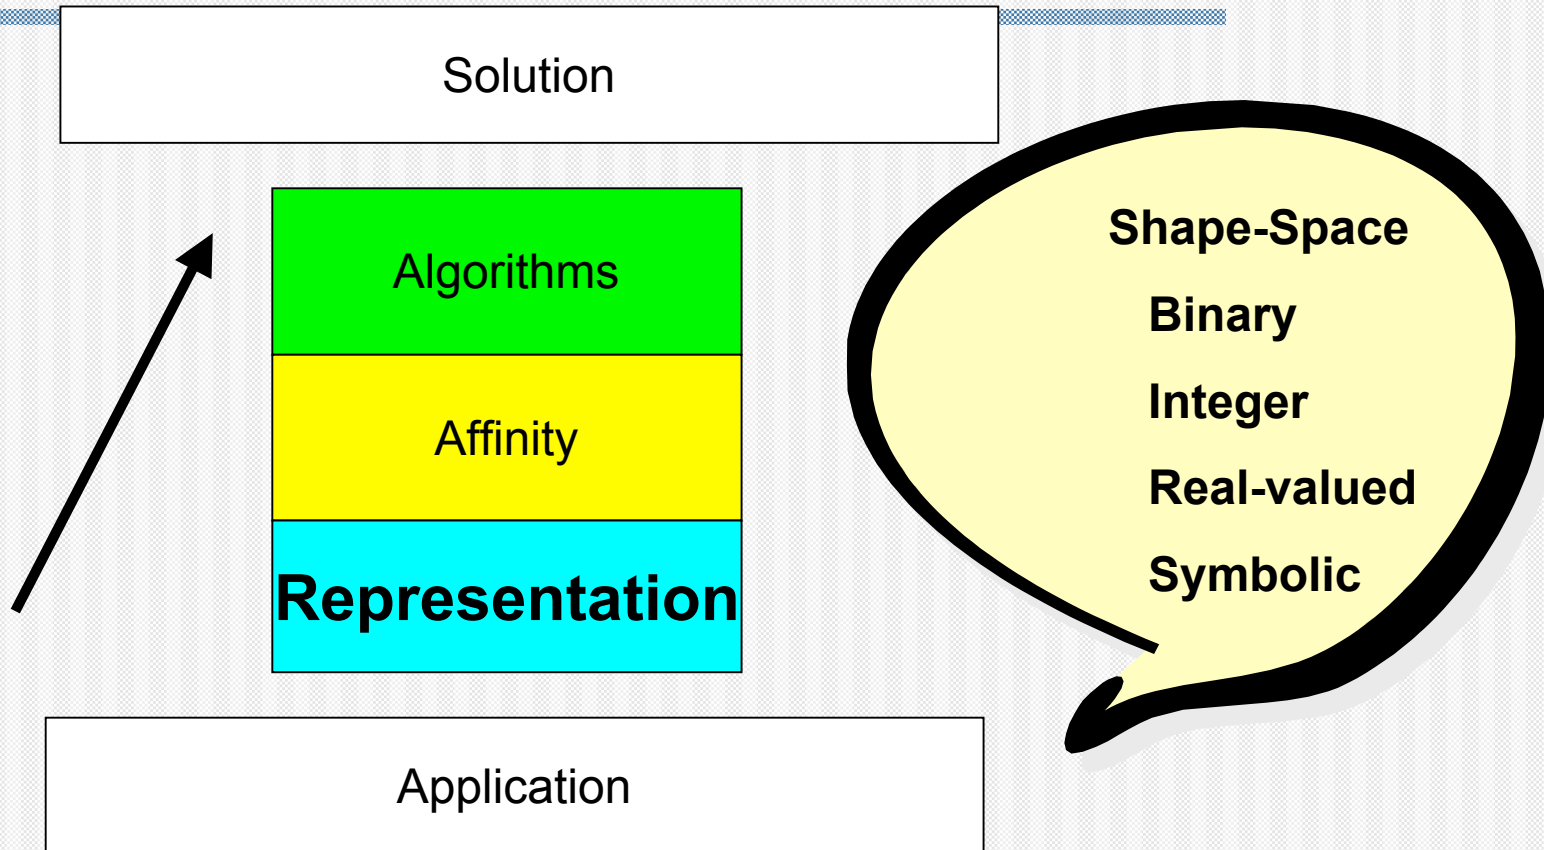 Solution
Algorithms
Affinity
Representation
Application
Shape-Space
Binary
Integer
Real-valued
Symbolic